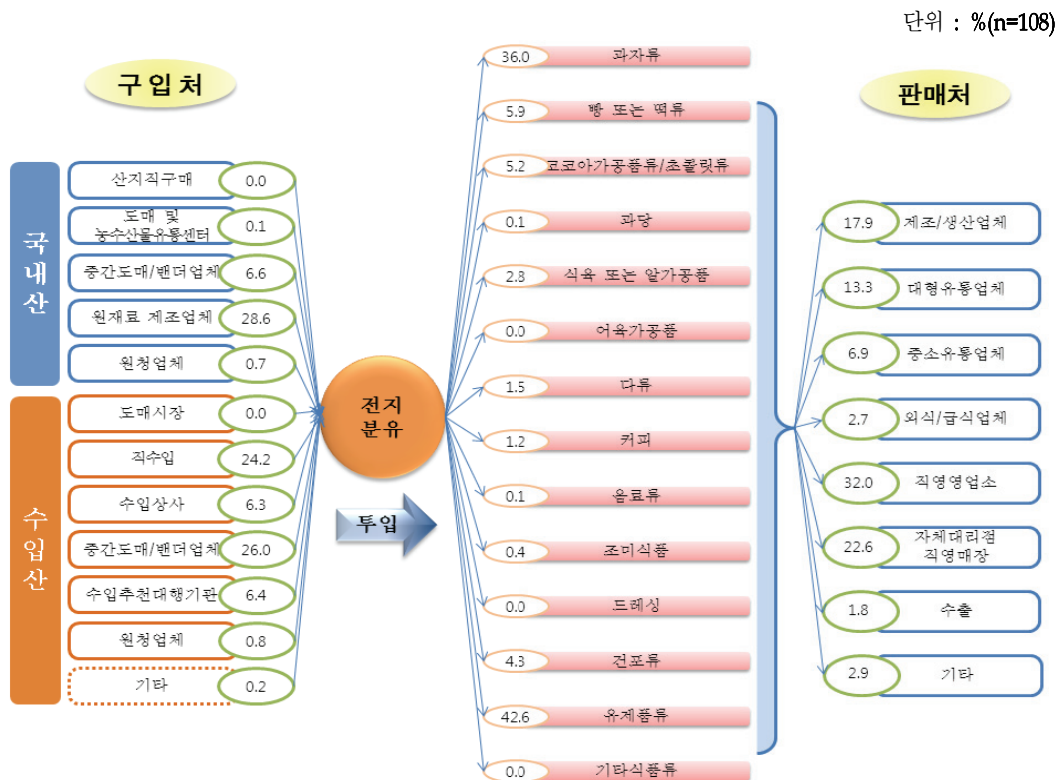 단위 : %(n=108)
구입처
판매처
국내산
산지직구매 0.0
도매 및
농수산물유통센터 0.1
중간도매/밴더업체 6.6
원재료 제조업체 28.6
원청업체 0.7
수입산
도매시장 0.0
직수입 24.2
수입상사 6.3
중간도매/밴더업체 26.0
수입추천대행기관 6.4
원청업체 0.8
기타 0.2
전지
분유
투입
36.0 과자류
5.9 빵 또는 떡류
5.2 코코아가공품류/초콜릿류
0.1 과당
2.8 식육 또는 알가공품
0.0 어육가공품
1.5 다류
1.2 커피
0.1 음료류
0.4 조미식품
0.0 드레싱
4.3 건포류
42.6 유제품류
0.0 기타식품류
17.9 제조/생산업체
13.3 대형유통업체
6.9 중소유통업체
2.7 외식/급식업체
32.0 직영영업소
22.6 자체대리점
직영매장
1.8 수출
2.9 기타